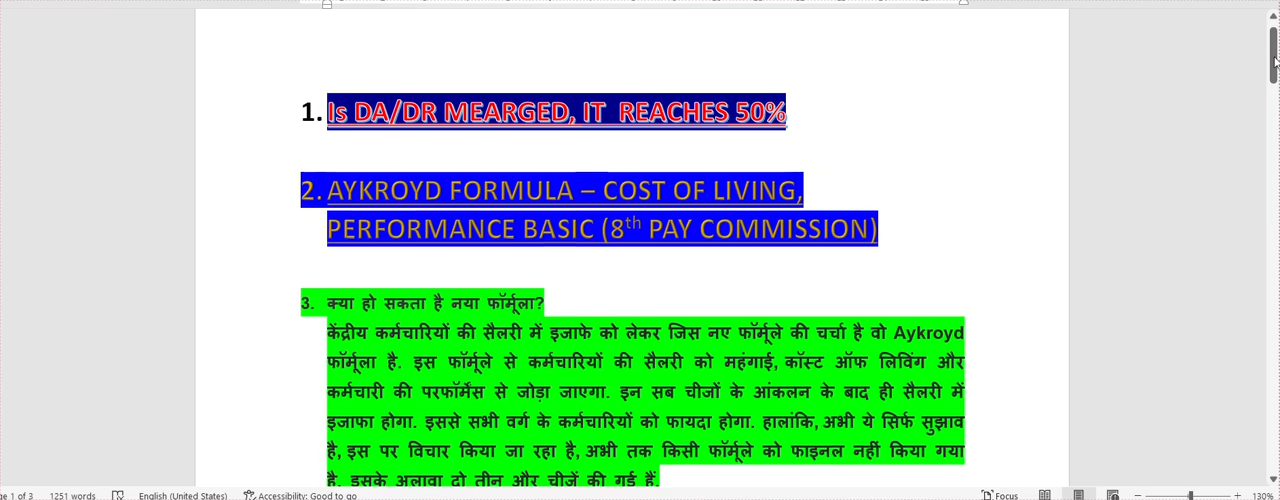 1. Is DA/DR MEARGED, IT REACHES 50%
2. AYKROYD FORMULA – COST OF LIVING,
PERFORMANCE BASIC (8th PAY COMMISSION)
3. क्या हो सकता है नया फॉर्मूला?
केंद्रीय कर्मचारियों की सैलरी में इजाफे को लेकर जिस नए फॉर्मूले की चर्चा है वो Aykroyd
फॉर्मूला है. इस फॉर्मूले से कर्मचारियों की सैलरी को महंगाई, कॉस्ट ऑफ लिविंग और
कर्मचारी की परफॉर्मेंस से जोड़ा जाएगा. इन सब चीजों के आंकलन के बाद ही सैलरी में
इजाफा होगा. इससे सभी वर्ग के कर्मचारियों को फायदा होगा. हालांकि, अभी ये सिर्फ सुझाव
है, इस पर विचार किया जा रहा है, अभी तक किसी फॉर्मूले को फाइनल नहीं किया गया
है. इसके अलावा दो तीन और चीजें की गई हैं.
ge 1 of 3 1251 words English (United States) Accessibility: Good to go Focus 130%